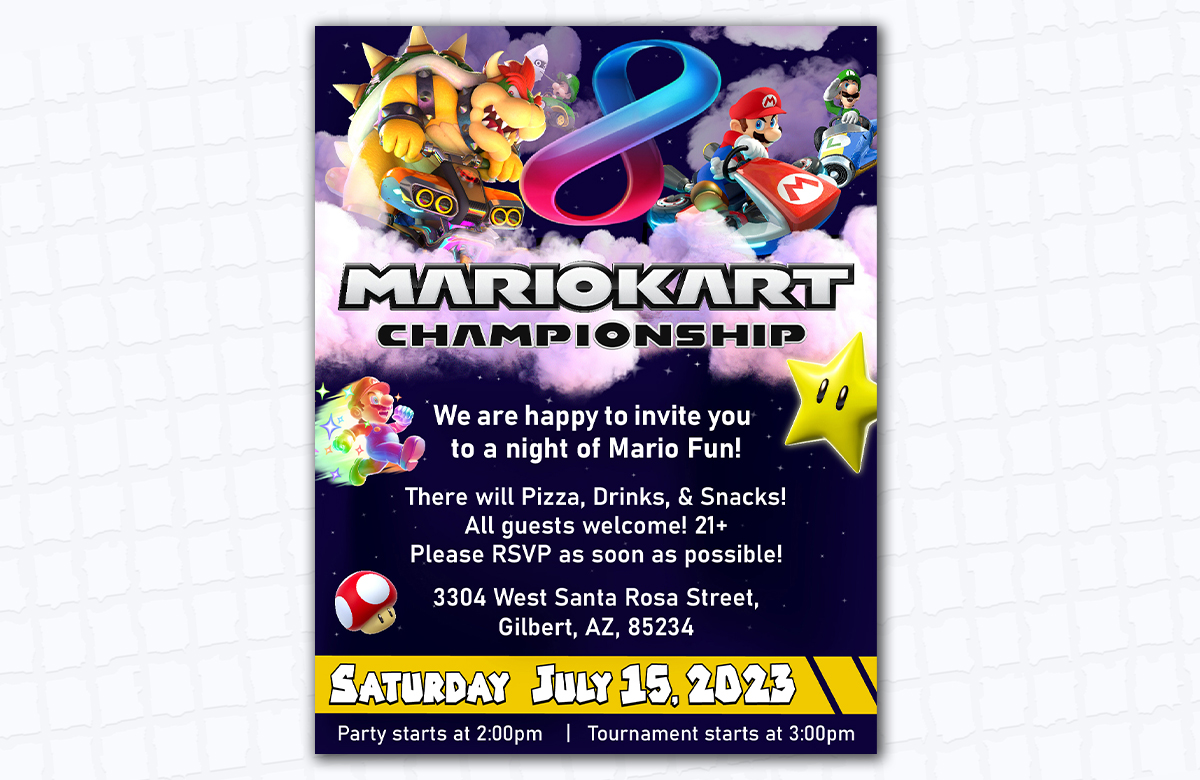 8
MARIOKART
CHAMPIONSHIP
We are happy to invite you
to a night of Mario Fun!
There will Pizza, Drinks, & Snacks!
All guests welcome! 21+
Please RSVP as soon as possible!
3304 West Santa Rosa Street,
Gilbert, AZ, 85234
SATURDAY JULY 15, 2023
Party starts at 2:00pm | Tournament starts at 3:00pm
M
M
L